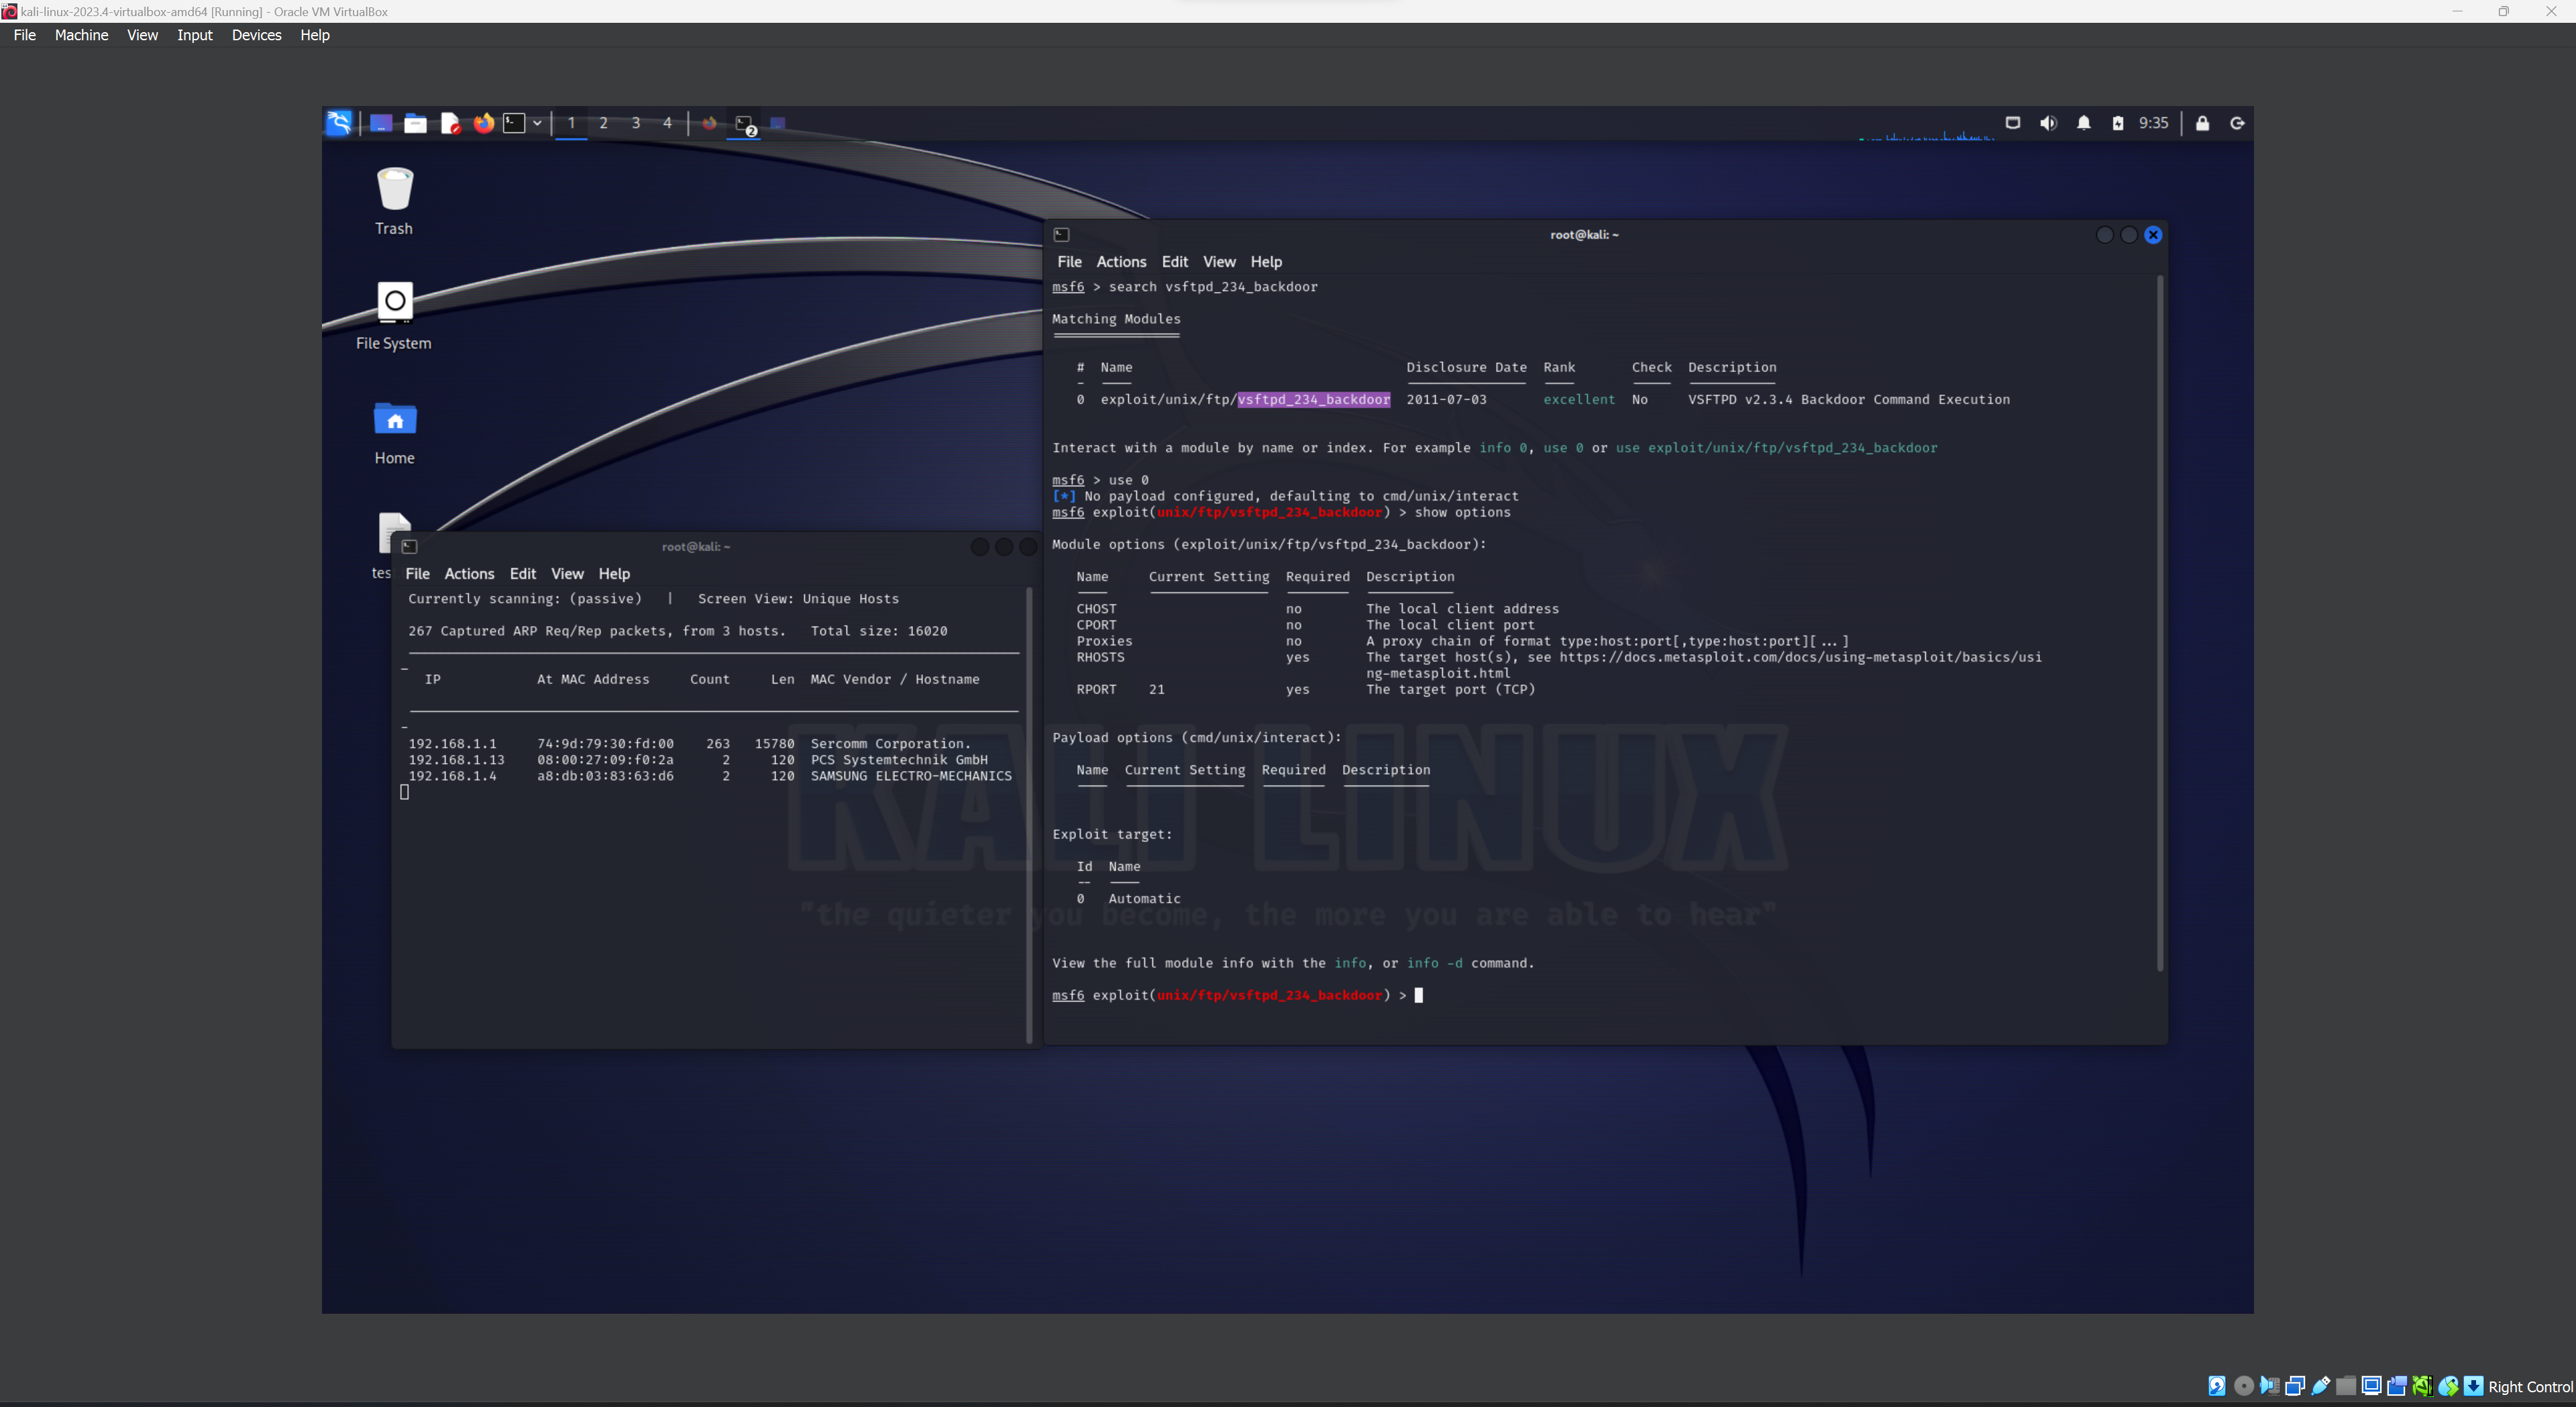 kali-linux-2023.4-virtualbox-amd64 [Running] - Oracle VM VirtualBox
File Machine View Input Devices Help
1 2 3 4 2 9:35
Trash
File System
Home
tes
root@kali: ~
File Actions Edit View Help
msf6 > search vsftpd_234_backdoor
Matching Modules
# Name Disclosure Date Rank Check Description
- ---- --------------- ---- ----- -----------
0 exploit/unix/ftp/vsftpd_234_backdoor 2011-07-03 excellent No VSFTPD v2.3.4 Backdoor Command Execution
Interact with a module by name or index. For example info 0, use 0 or use exploit/unix/ftp/vsftpd_234_backdoor
msf6 > use 0
[*] No payload configured, defaulting to cmd/unix/interact
msf6 exploit(unix/ftp/vsftpd_234_backdoor) > show options
Module options (exploit/unix/ftp/vsftpd_234_backdoor):
Name Current Setting Required Description
CHOST no The local client address
CPORT no The local client port
Proxies no A proxy chain of format type:host:port[,type:host:port][...]
RHOSTS yes The target host(s), see https://docs.metasploit.com/docs/using-metasploit/basics/usi
ng-metasploit.html
RPORT 21 yes The target port (TCP)
Payload options (cmd/unix/interact):
Name Current Setting Required Description
Exploit target:
Id Name
0 Automatic
View the full module info with the info, or info -d command.
msf6 exploit(unix/ftp/vsftpd_234_backdoor) >
root@kali: ~
File Actions Edit View Help
Currently scanning: (passive) | Screen View: Unique Hosts
267 Captured ARP Req/Rep packets, from 3 hosts. Total size: 16020
IP At MAC Address Count Len MAC Vendor / Hostname
192.168.1.1 74:9d:79:30:fd:00 263 15780 Sercomm Corporation.
192.168.1.13 08:00:27:09:f0:2a 2 120 PCS Systemtechnik GmbH
192.168.1.4 a8:db:03:83:63:d6 2 120 SAMSUNG ELECTRO-MECHANICS
KALI LINUX
"the quieter you become, the more you are able to hear"
Right Control